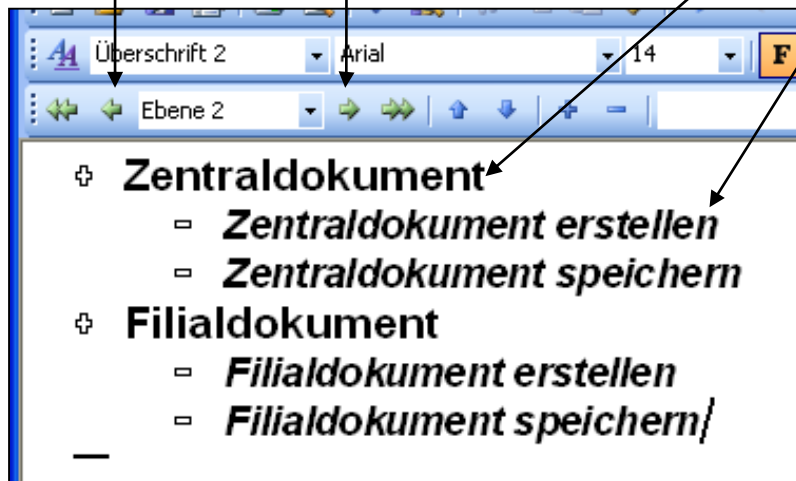 Überschrift 2 Arial 14 F
Ebene 2
Zentraldokument
Zentraldokument erstellen
Zentraldokument speichern
Filialdokument
Filialdokument erstellen
Filialdokument speichern